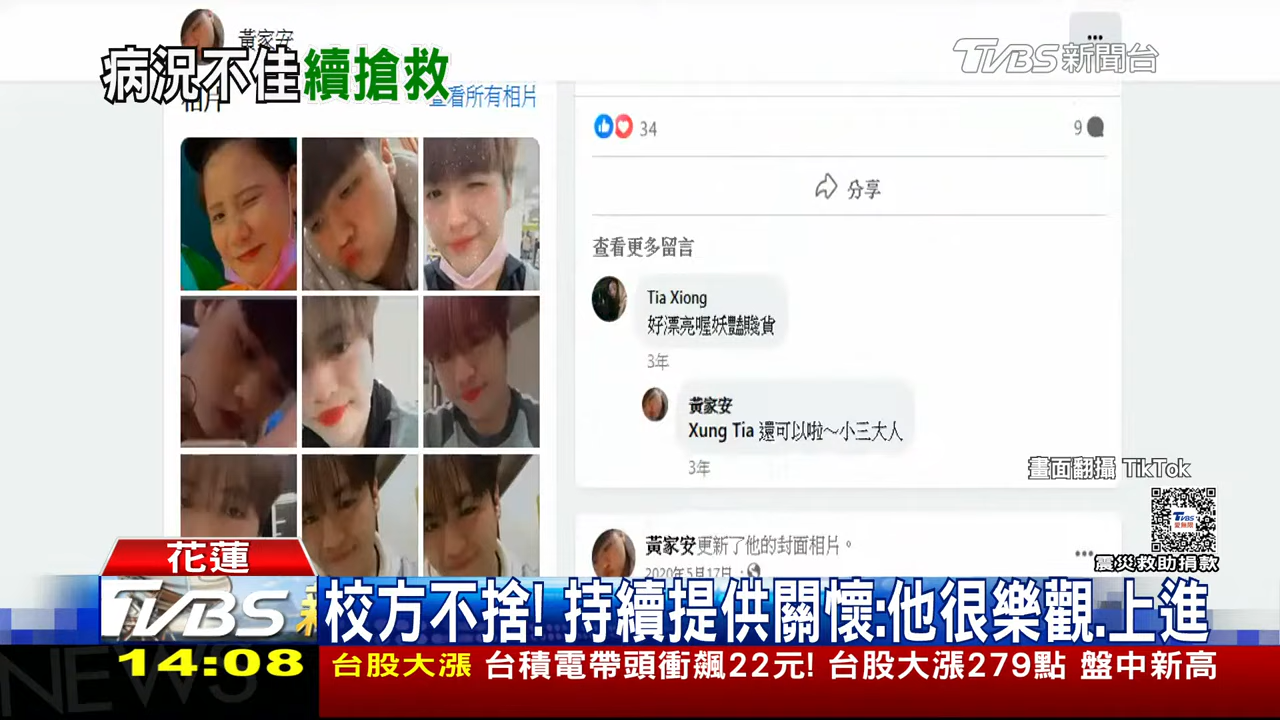 黃家安
病況不佳續搶救
TVBS新聞台
相片
查看所有相片
34
9
分享
查看更多留言
Tia Xiong
好漂亮喔妖豔賤貨
3年
黃家安
Xung Tia 還可以啦～小三大人
3年
畫面翻攝 TikTok
黃家安更新了他的封面相片。
2020年5月17日
震災救助捐款
花蓮
TVBS
校方不捨! 持續提供關懷:他很樂觀.上進
14:08
台股大漲 台積電帶頭衝飆22元! 台股大漲279點 盤中新高
NEWS